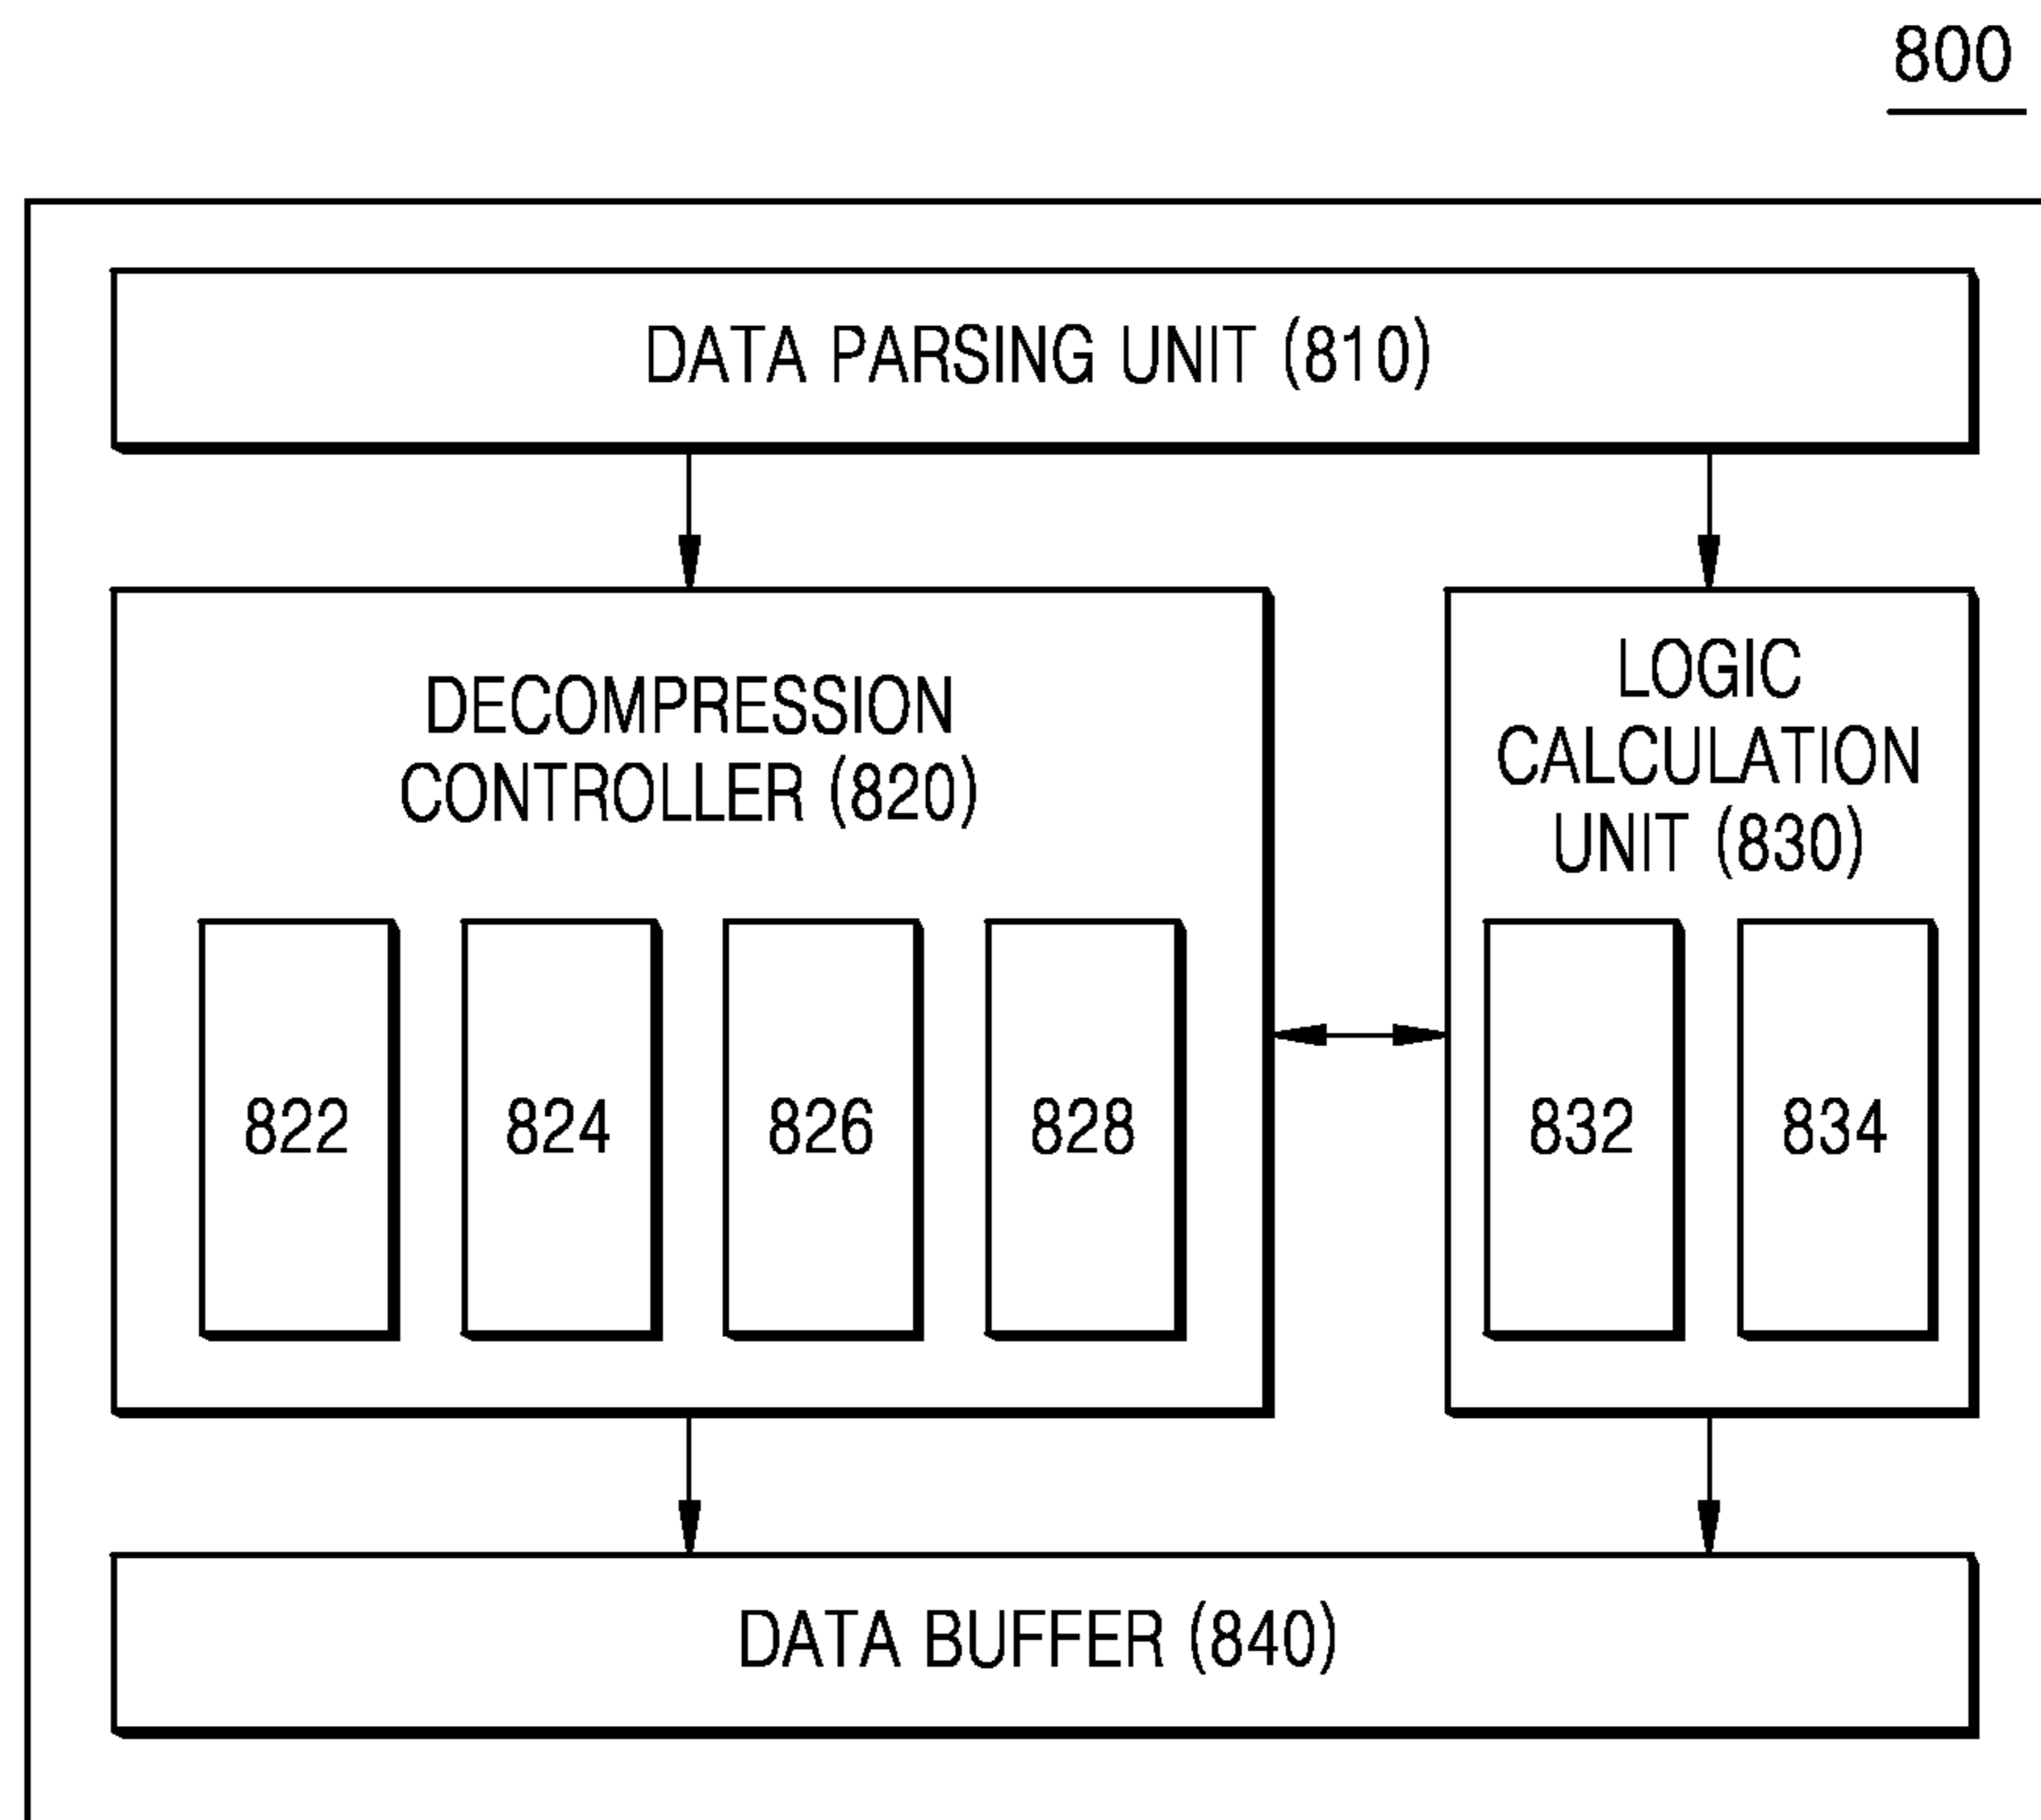 800
DATA PARSING UNIT (810)
DECOMPRESSION
CONTROLLER (820)
822
824
826
828
LOGIC
CALCULATION
UNIT (830)
832
834
DATA BUFFER (840)